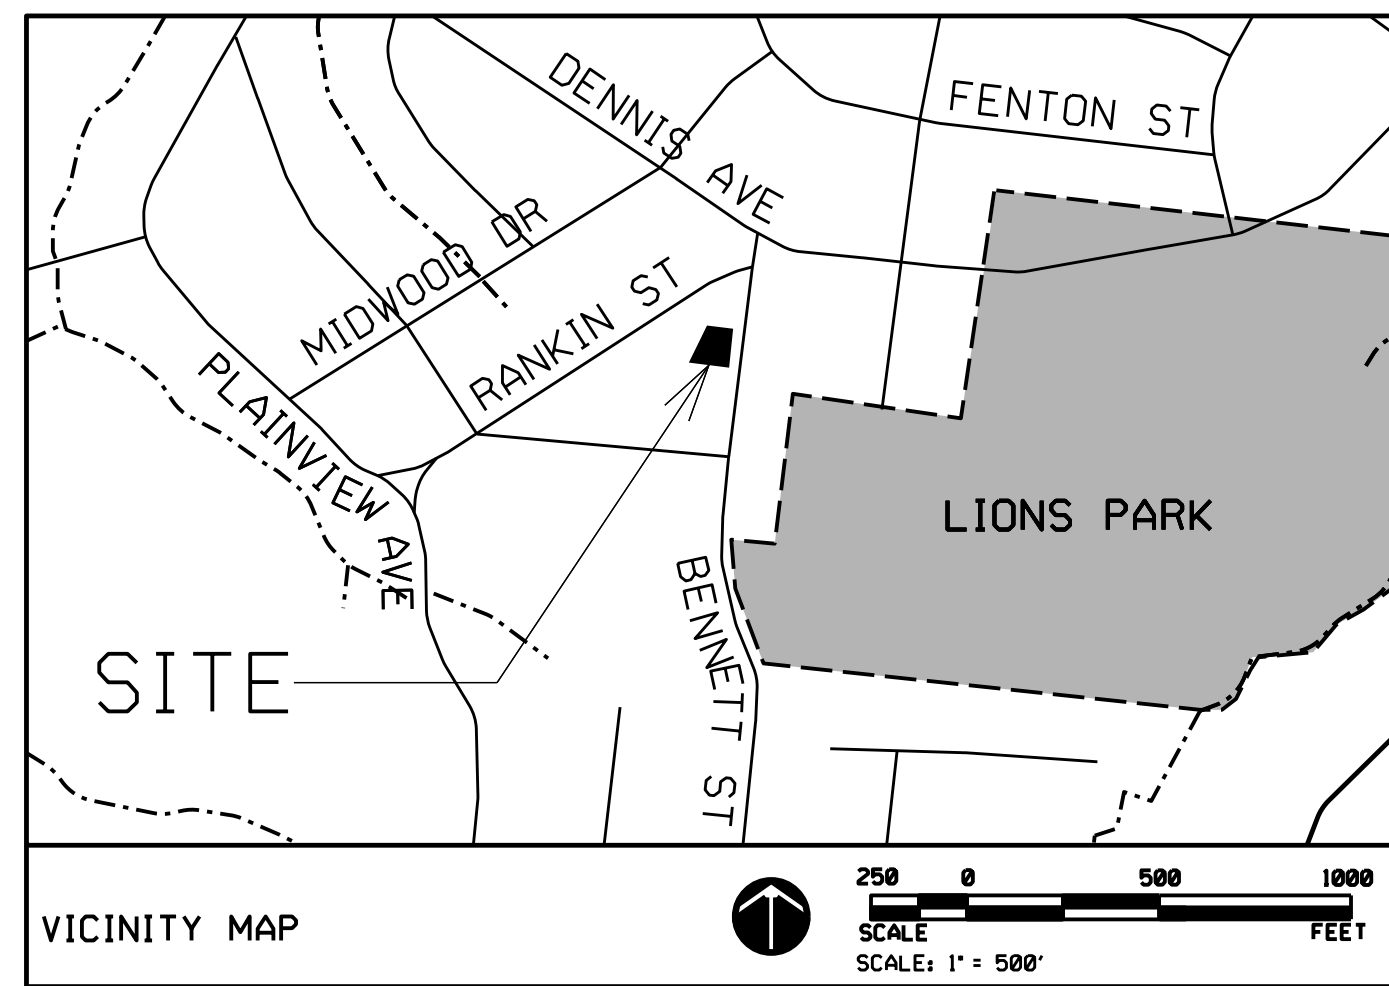 DENNIS AVE
FENTON ST
MIDWOOD DR
RANKIN ST
PLAINVIEW AVE
LIONS PARK
BENNETT ST
SITE
VICINITY MAP
250 0 500 1000
SCALE FEET
SCALE: 1" = 500'